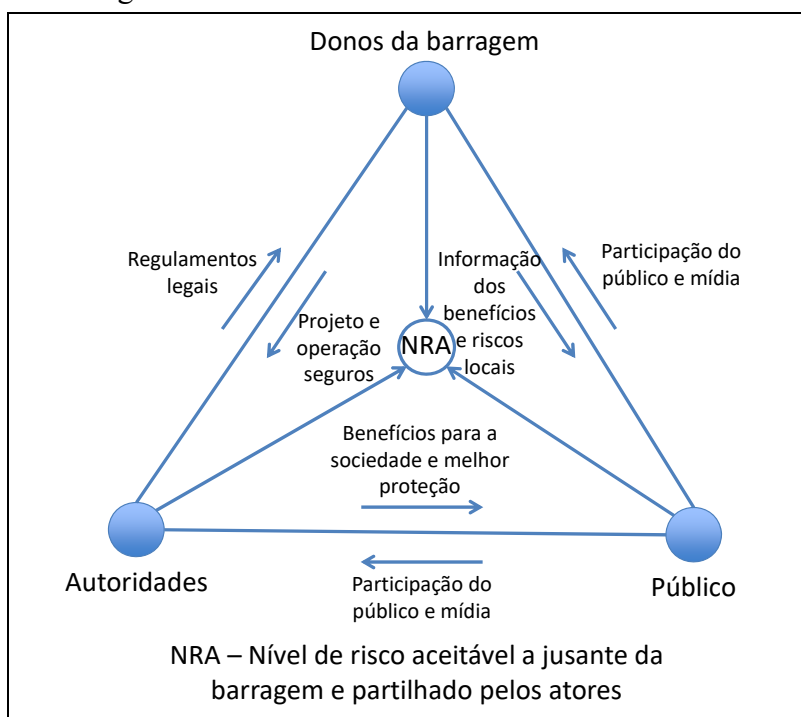 Donos da barragem
Regulamentos
legais
Informação
dos
benefícios
e riscos
locais
Participação do
público e mídia
Projeto e
operação
seguros
NRA
Benefícios para a
sociedade e melhor
proteção
Autoridades
Participação do
público e mídia
Público
NRA – Nível de risco aceitável a jusante da
barragem e partilhado pelos atores